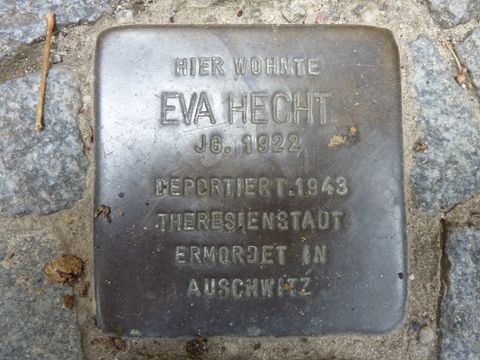 HIER WOHNTE
EVA HECHT
JG. 1922
DEPORTIERT 1943
THERESIENSTADT
ERMORDET IN
AUSCHWITZ